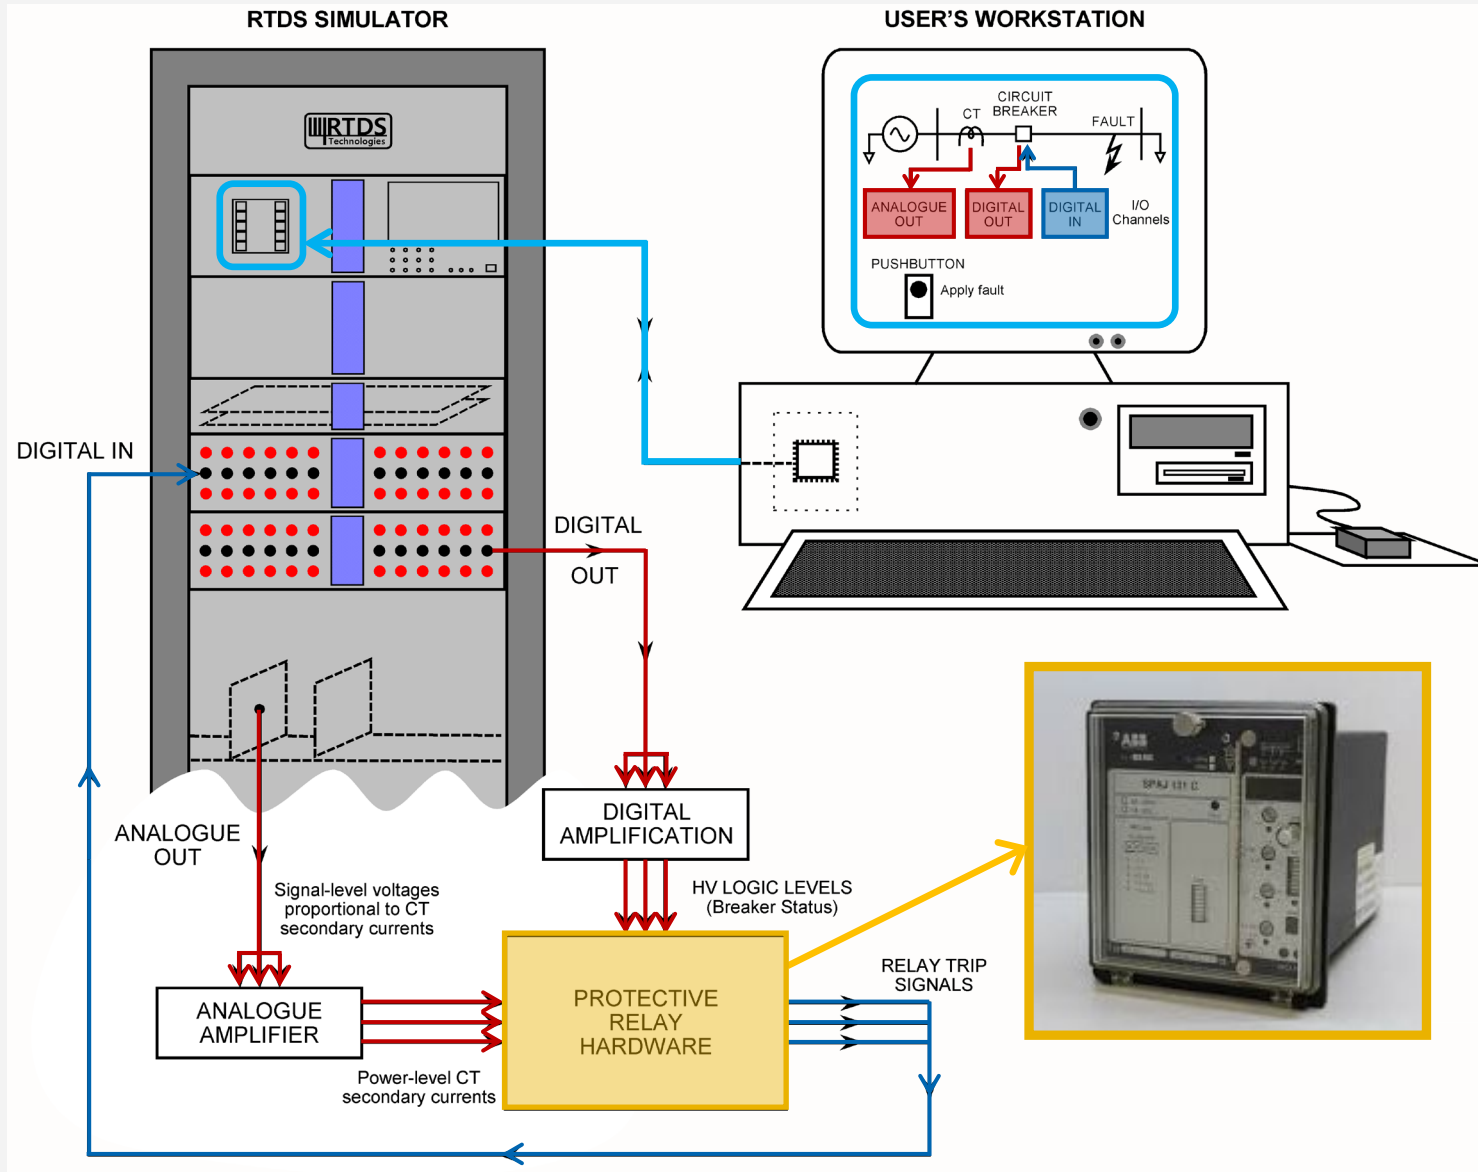 RTDS SIMULATOR
USER'S WORKSTATION
RTDS
Technologies
CIRCUIT
BREAKER
CT
FAULT
ANALOGUE
OUT
DIGITAL
OUT
DIGITAL
IN
I/O
Channels
PUSHBUTTON
Apply fault
DIGITAL IN
DIGITAL
OUT
ANALOGUE
OUT
Signal-level voltages
proportional to CT
secondary currents
DIGITAL
AMPLIFICATION
HV LOGIC LEVELS
(Breaker Status)
ANALOGUE
AMPLIFIER
Power-level CT
secondary currents
PROTECTIVE
RELAY
HARDWARE
RELAY TRIP
SIGNALS
ABB
SPAJ 131 C